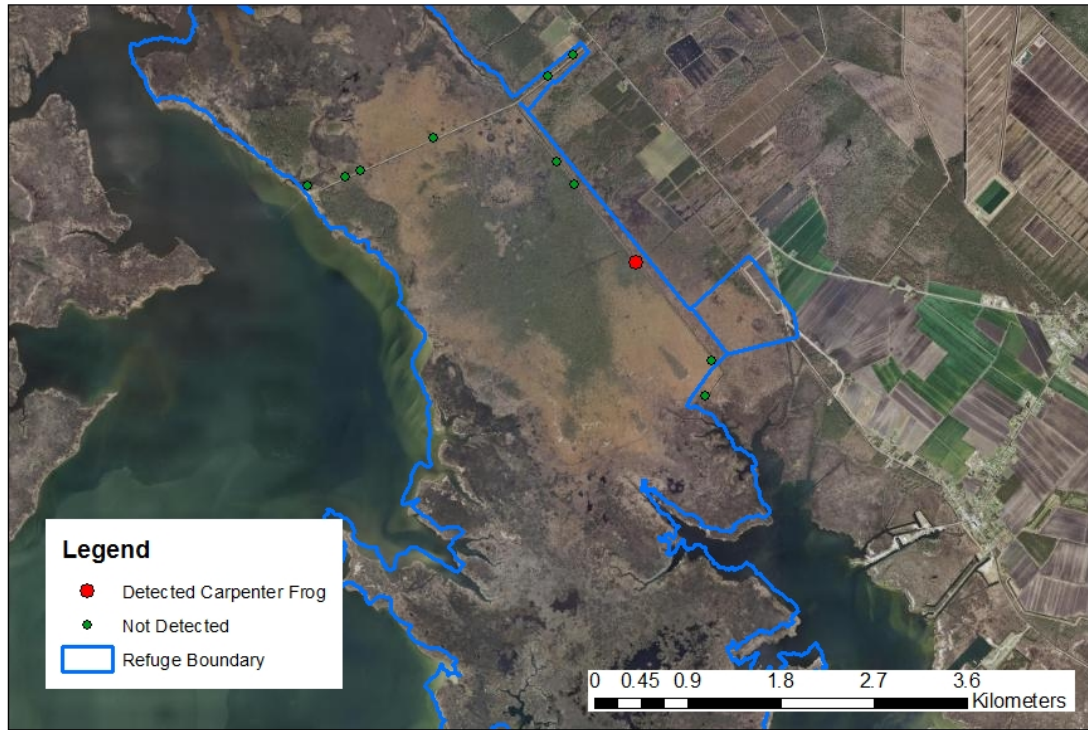 Legend
Detected Carpenter Frog
Not Detected
Refuge Boundary
0 0.45 0.9 1.8 2.7 3.6
Kilometers